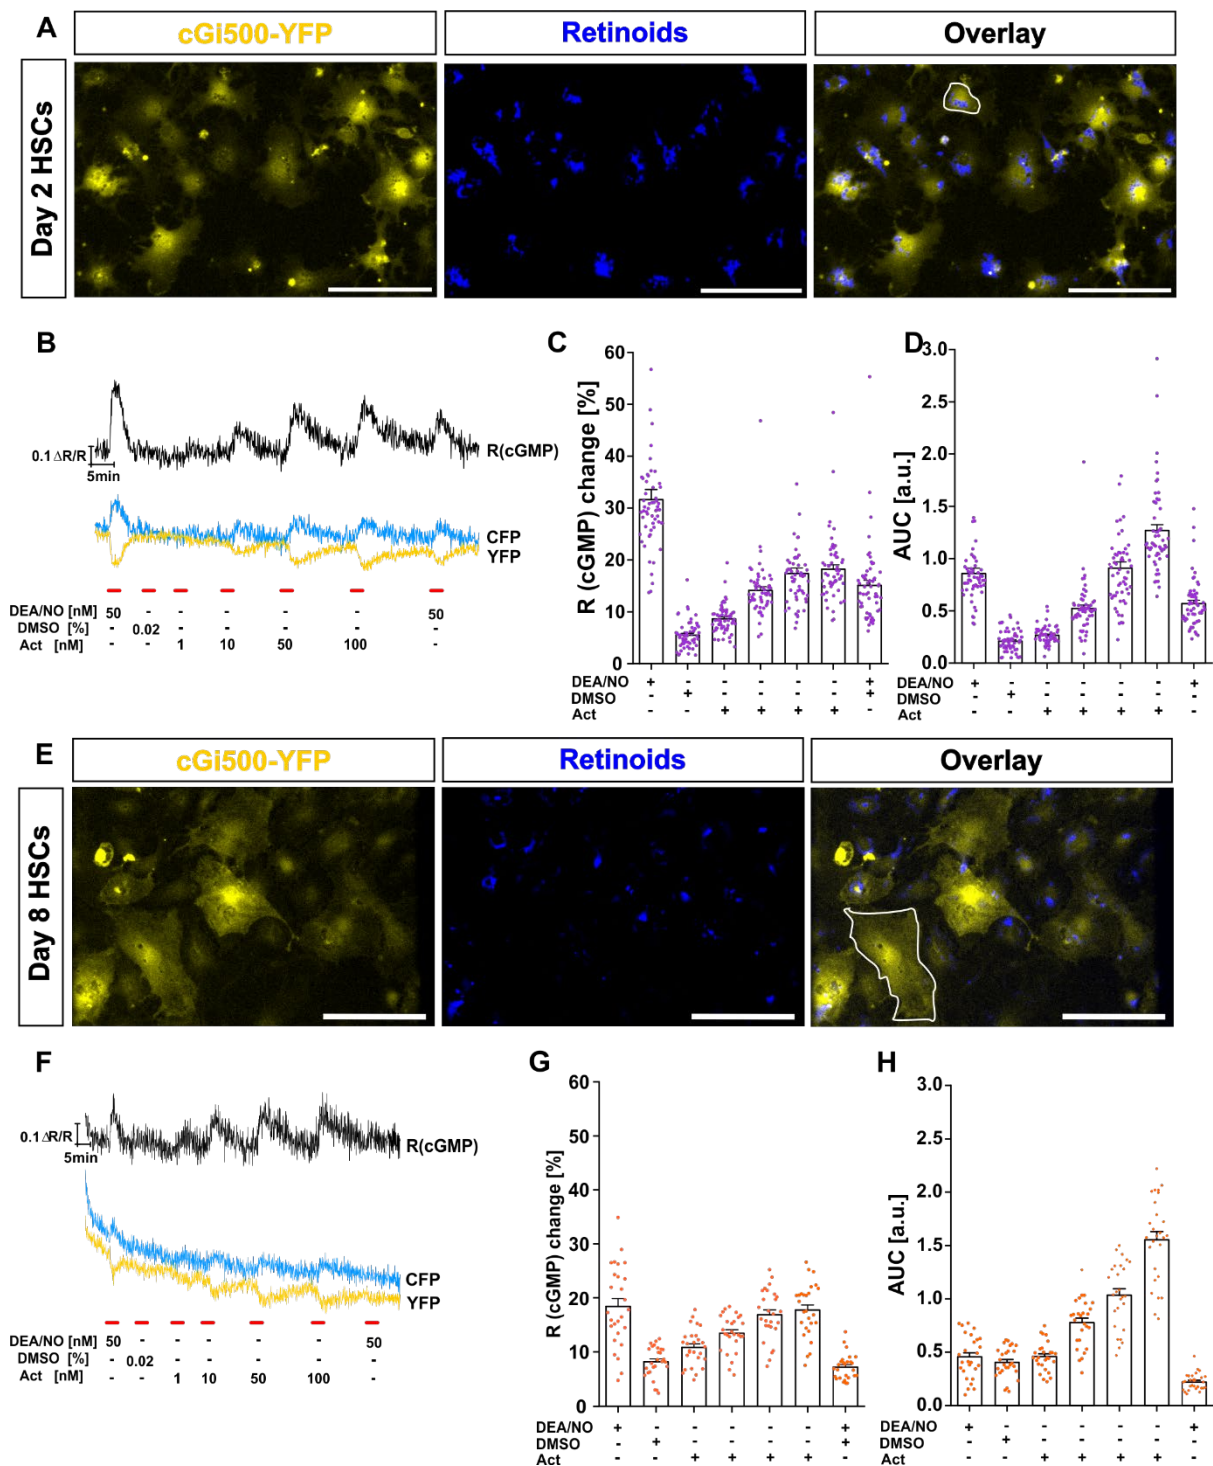 A
cGI500-YFP
Retinoids
Overlay
Day 2 HSCs
B
0.1 ΔR/R
5min
R(cGMP)
CFP
YFP
DEA/NO [nM] 50 - - - - - 50
DMSO [%] - 0.02 - - - - -
Act [nM] - - 1 10 50 100 -
C
R (cGMP) change [%]
60
50
40
30
20
10
0
DEA/NO + - - - - - +
DMSO - + - - - - +
Act - - + + + + -
D
AUC [a.u.]
3.0
2.5
2.0
1.5
1.0
0.5
0.0
DEA/NO + - - - - - +
DMSO - + - - - - -
Act - - + + + + -
E
cGi500-YFP
Retinoids
Overlay
Day 8 HSCs
F
0.1 ΔR/R
5min
R(cGMP)
CFP
YFP
DEA/NO [nM] 50 - - - - - 50
DMSO [%] - 0.02 - - - - -
Act [nM] - - 1 10 50 100 -
G
R (cGMP) change [%]
60
50
40
30
20
10
0
DEA/NO + - - - - - +
DMSO - + - - - - +
Act - - + + + + -
H
AUC [a.u.]
3.0
2.5
2.0
1.5
1.0
0.5
0.0
DEA/NO + - - - - - +
DMSO - + - - - - -
Act - - + + + + -